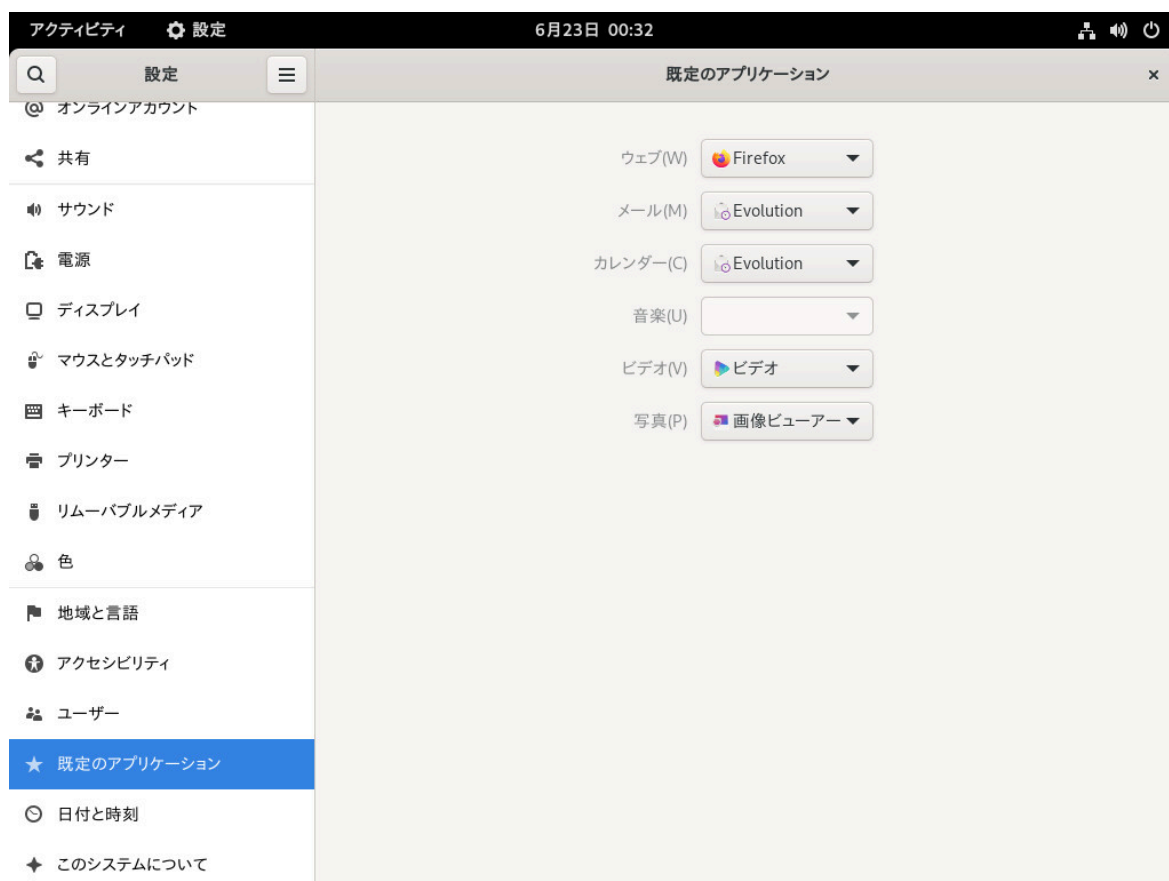 アクティビティ 設定 6月23日 00:32
設定 既定のアプリケーション ×
オンラインアカウント
共有
サウンド
電源
ディスプレイ
マウスとタッチパッド
キーボード
プリンター
リムーバブルメディア
色
地域と言語
アクセシビリティ
ユーザー
既定のアプリケーション
日付と時刻
このシステムについて
ウェブ(W) Firefox
メール(M) Evolution
カレンダー(C) Evolution
音楽(U)
ビデオ(V) ビデオ
写真(P) 画像ビューアー